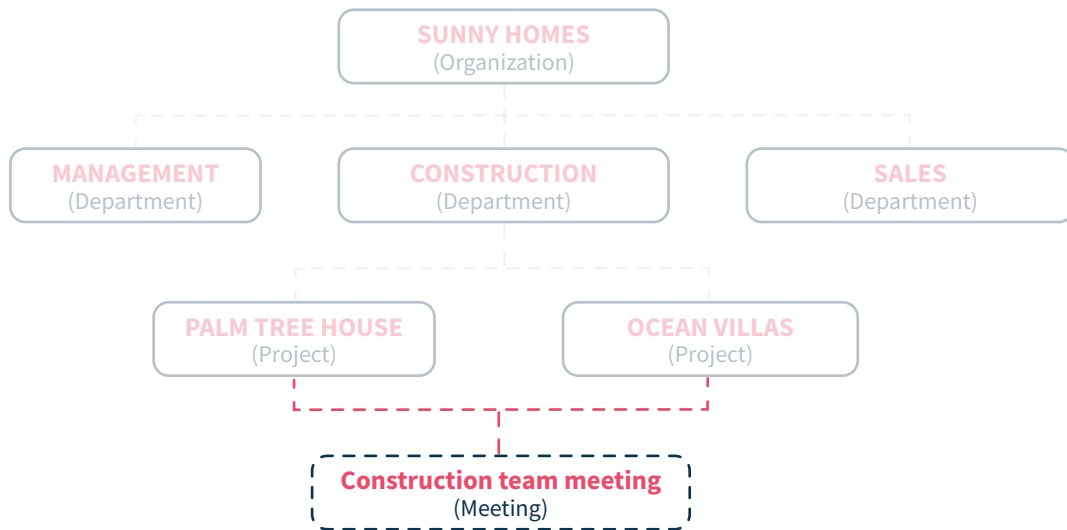 SUNNY HOMES
(Organization)
MANAGEMENT
(Department)
CONSTRUCTION
(Department)
SALES
(Department)
PALM TREE HOUSE
(Project)
OCEAN VILLAS
(Project)
Construction team meeting
(Meeting)